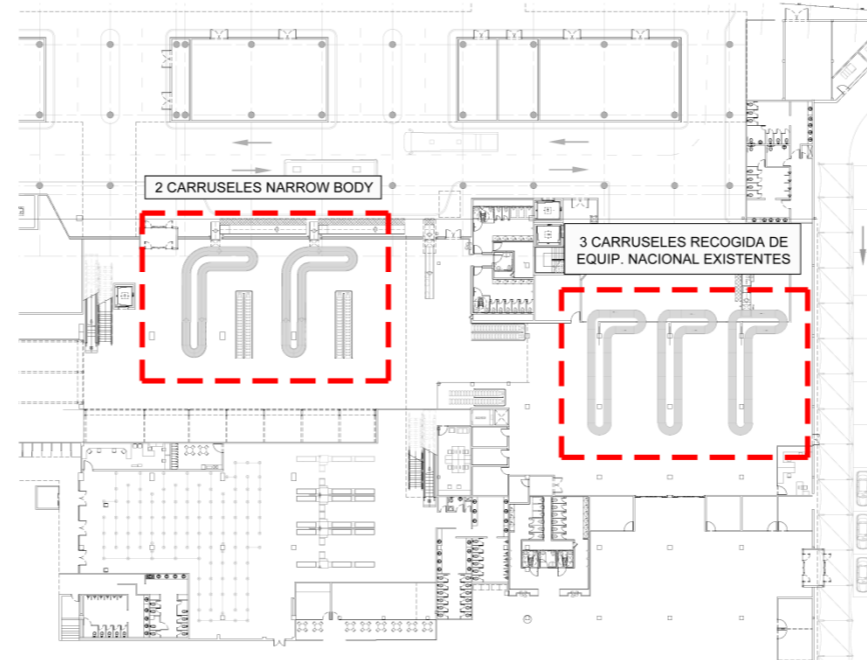 2 CARRUSELES NARROW BODY
3 CARRUSELES RECOGIDA DE
EQUIP. NACIONAL EXISTENTES